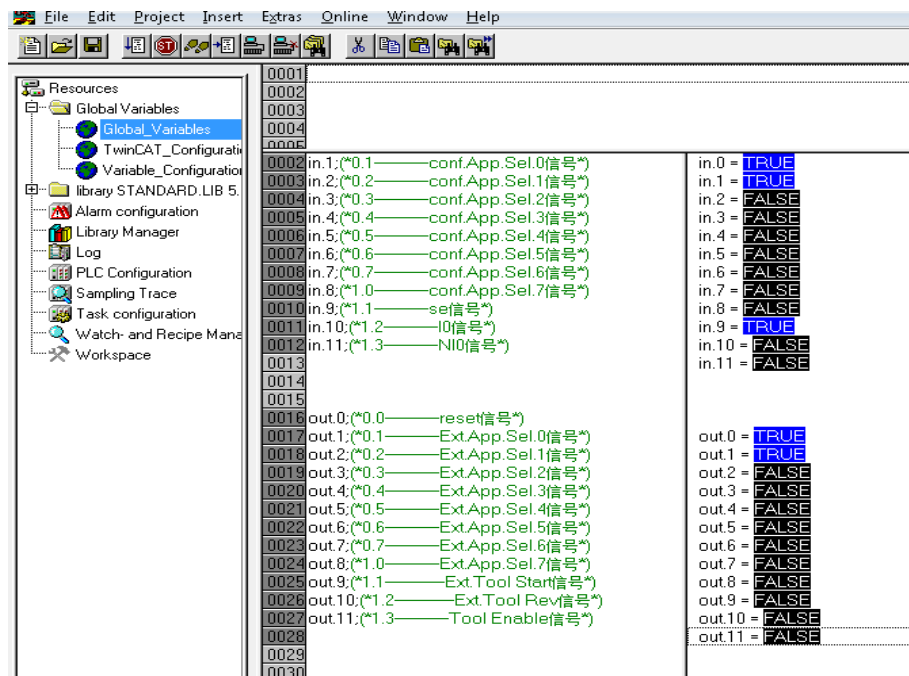 File Edit Project Insert Extras Online Window Help
Resources
Global Variables
Global_Variables
TwinCAT_Configurati
Variable_Configuration
library STANDARD.LIB 5.
Alarm configuration
Library Manager
Log
PLC Configuration
Sampling Trace
Task configuration
Watch- and Recipe Mana
Workspace
0001
0002
0003
0004
0005
0002 in.1;(*0.1———conf.App.Sel.0信号*) in.0 = TRUE
0003 in.2;(*0.2———conf.App.Sel.1信号*) in.1 = TRUE
0004 in.3;(*0.3———conf.App.Sel.2信号*) in.2 = FALSE
0005 in.4;(*0.4———conf.App.Sel.3信号*) in.3 = FALSE
0006 in.5;(*0.5———conf.App.Sel.4信号*) in.4 = FALSE
0007 in.6;(*0.6———conf.App.Sel.5信号*) in.5 = FALSE
0008 in.7;(*0.7———conf.App.Sel.6信号*) in.6 = FALSE
0009 in.8;(*1.0———conf.App.Sel.7信号*) in.7 = FALSE
0010 in.9;(*1.1———se信号*) in.8 = FALSE
0011 in.10;(*1.2———I0信号*) in.9 = TRUE
0012 in.11;(*1.3———NI0信号*) in.10 = FALSE
0013 in.11 = FALSE
0014
0015
0016 out.0;(*0.0———reset信号*)
0017 out.1;(*0.1———Ext.App.Sel.0信号*) out.0 = TRUE
0018 out.2;(*0.2———Ext.App.Sel.1信号*) out.1 = TRUE
0019 out.3;(*0.3———Ext.App.Sel.2信号*) out.2 = FALSE
0020 out.4;(*0.4———Ext.App.Sel.3信号*) out.3 = FALSE
0021 out.5;(*0.5———Ext.App.Sel.4信号*) out.4 = FALSE
0022 out.6;(*0.6———Ext.App.Sel.5信号*) out.5 = FALSE
0023 out.7;(*0.7———Ext.App.Sel.6信号*) out.6 = FALSE
0024 out.8;(*1.0———Ext.App.Sel.7信号*) out.7 = FALSE
0025 out.9;(*1.1———Ext.Tool Start信号*) out.8 = FALSE
0026 out.10;(*1.2———Ext.Tool Rev信号*) out.9 = FALSE
0027 out.11;(*1.3———Tool Enable信号*) out.10 = FALSE
0028 out.11 = FALSE
0029
0030